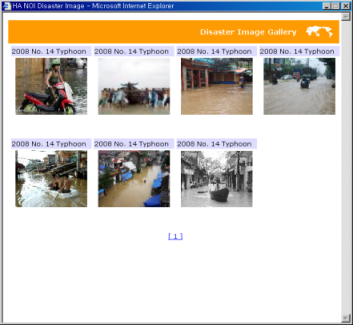 HA NOI Disaster Image - Microsoft Internet Explorer
Disaster Image Gallery
2008 No. 14 Typhoon 2008 No. 14 Typhoon 2008 No. 14 Typhoon 2008 No. 14 Typhoon
2008 No. 14 Typhoon 2008 No. 14 Typhoon 2008 No. 14 Typhoon
[ 1 ]